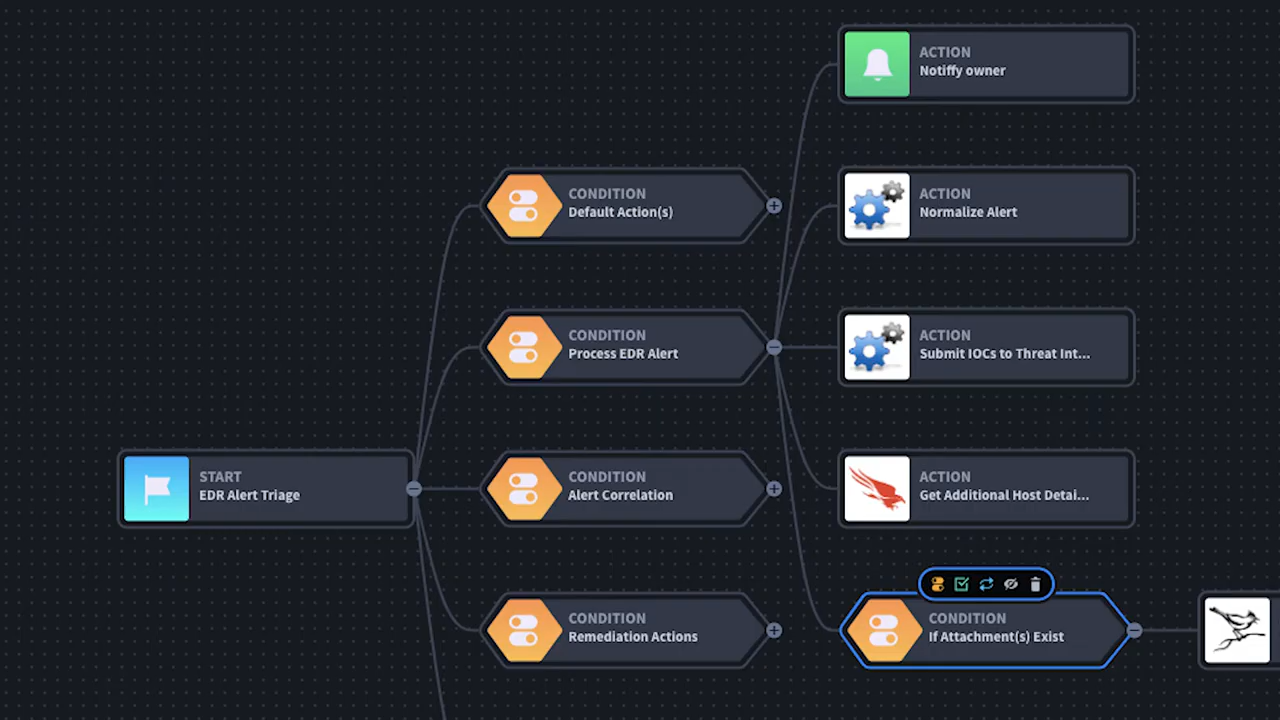 ACTION
Notiffy owner
CONDITION
Default Action(s)
ACTION
Normalize Alert
CONDITION
Process EDR Alert
ACTION
Submit IOCs to Threat Int...
START
EDR Alert Triage
CONDITION
Alert Correlation
ACTION
Get Additional Host Detai...
CONDITION
Remediation Actions
CONDITION
If Attachment(s) Exist